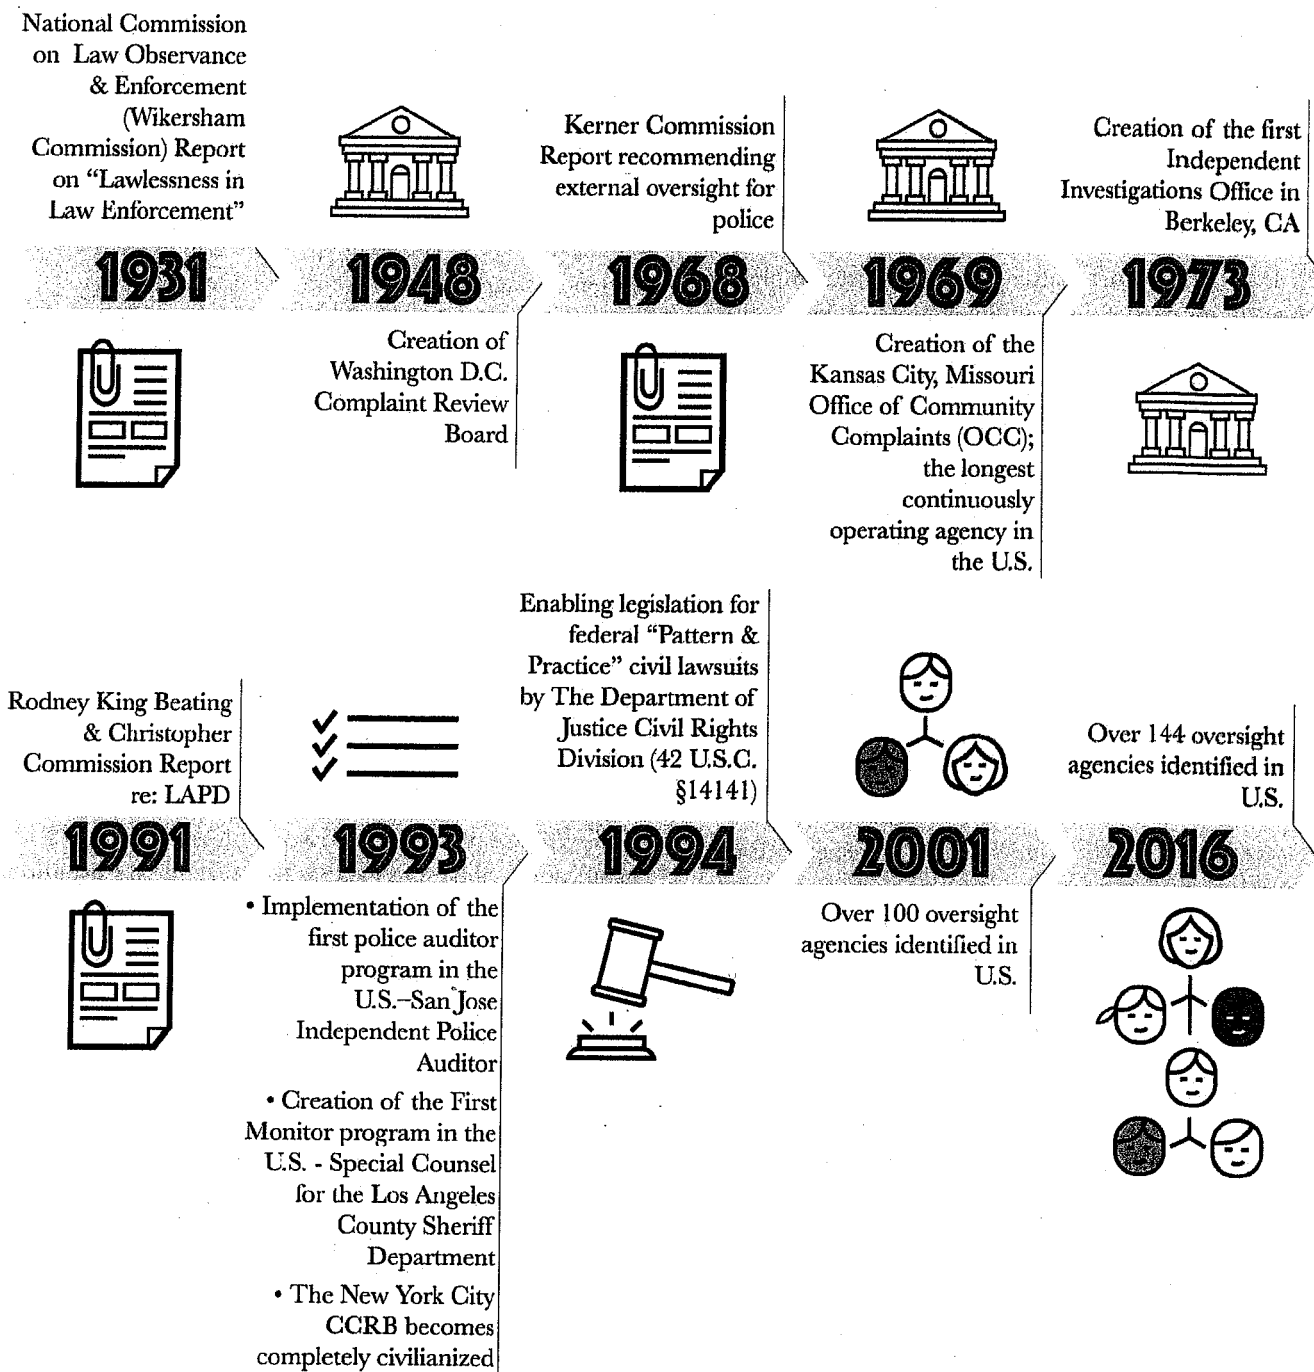 National Commission
on Law Observance
& Enforcement
(Wikersham
Commission) Report
on “Lawlessness in
Law Enforcement”
1931
1948
Creation of
Washington D.C.
Complaint Review
Board
Kerner Commission
Report recommending
external oversight for
police
1968
1969
Creation of the
Kansas City, Missouri
Office of Community
Complaints (OCC);
the longest
continuously
operating agency in
the U.S.
Creation of the first
Independent
Investigations Office in
Berkeley, CA
1973
Rodney King Beating
& Christopher
Commission Report
re: LAPD
1991
1993
• Implementation of the
first police auditor
program in the
U.S.–San Jose
Independent Police
Auditor
• Creation of the First
Monitor program in the
U.S. - Special Counsel
for the Los Angeles
County Sheriff
Department
• The New York City
CCRB becomes
completely civilianized
Enabling legislation for
federal “Pattern &
Practice” civil lawsuits
by The Department of
Justice Civil Rights
Division (42 U.S.C.
§14141)
1994
2001
Over 100 oversight
agencies identified in
U.S.
Over 144 oversight
agencies identified in
U.S.
2016